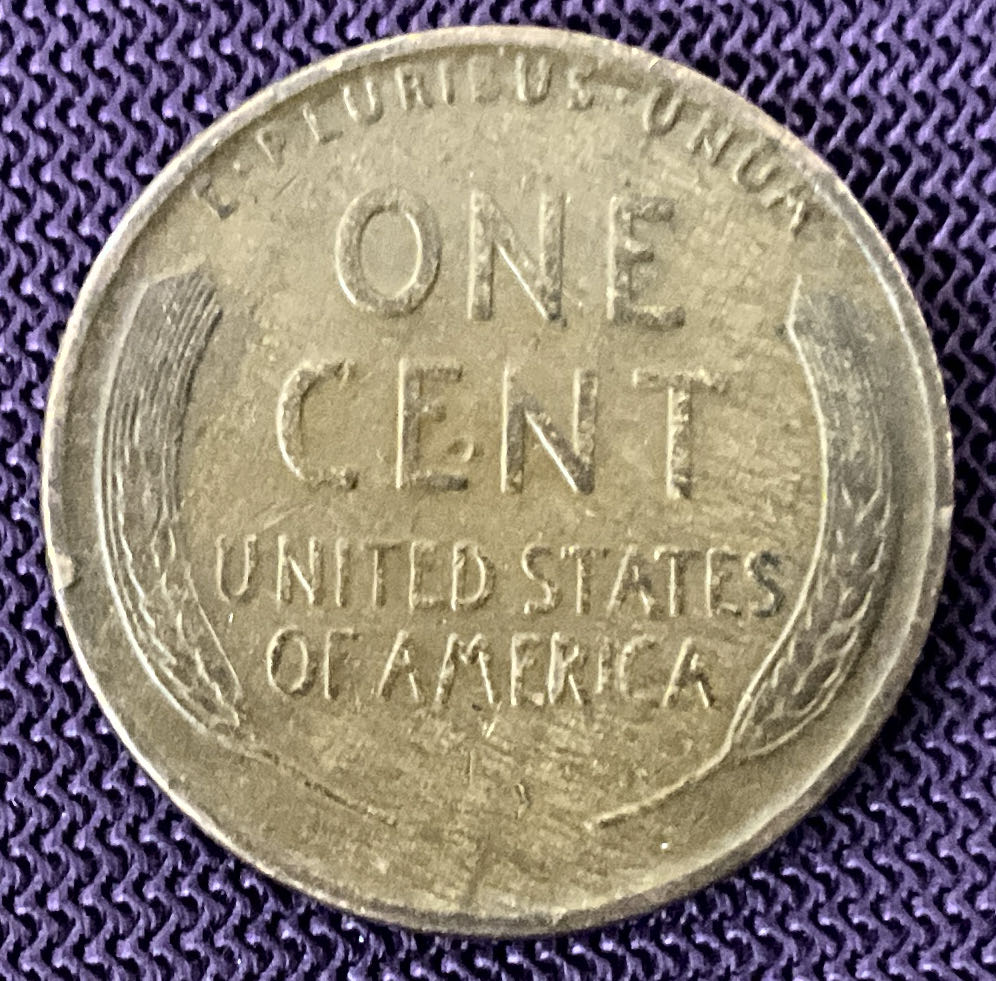 E·PLURIBUS·UNUM
ONE
CENT
UNITED STATES
OF AMERICA